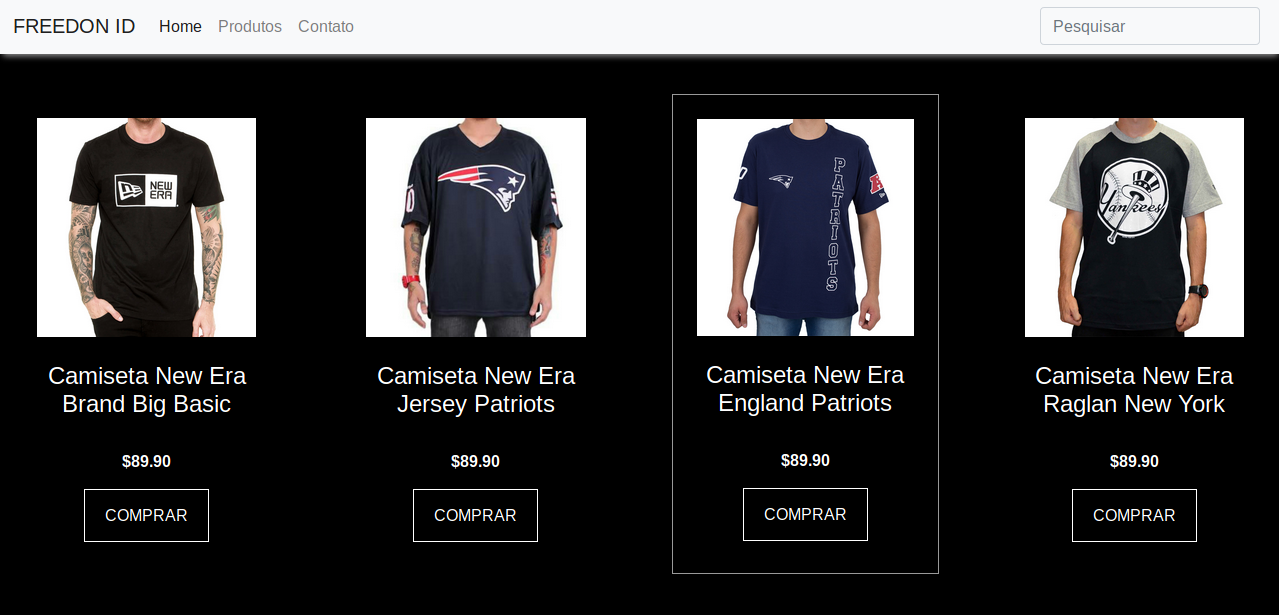 FREEDON ID Home Produtos Contato Pesquisar
NEW
ERA
PATRIOTS
Yankees
Camiseta New Era
Brand Big Basic
Camiseta New Era
Jersey Patriots
Camiseta New Era
England Patriots
Camiseta New Era
Raglan New York
$89.90 $89.90 $89.90 $89.90
COMPRAR COMPRAR COMPRAR COMPRAR